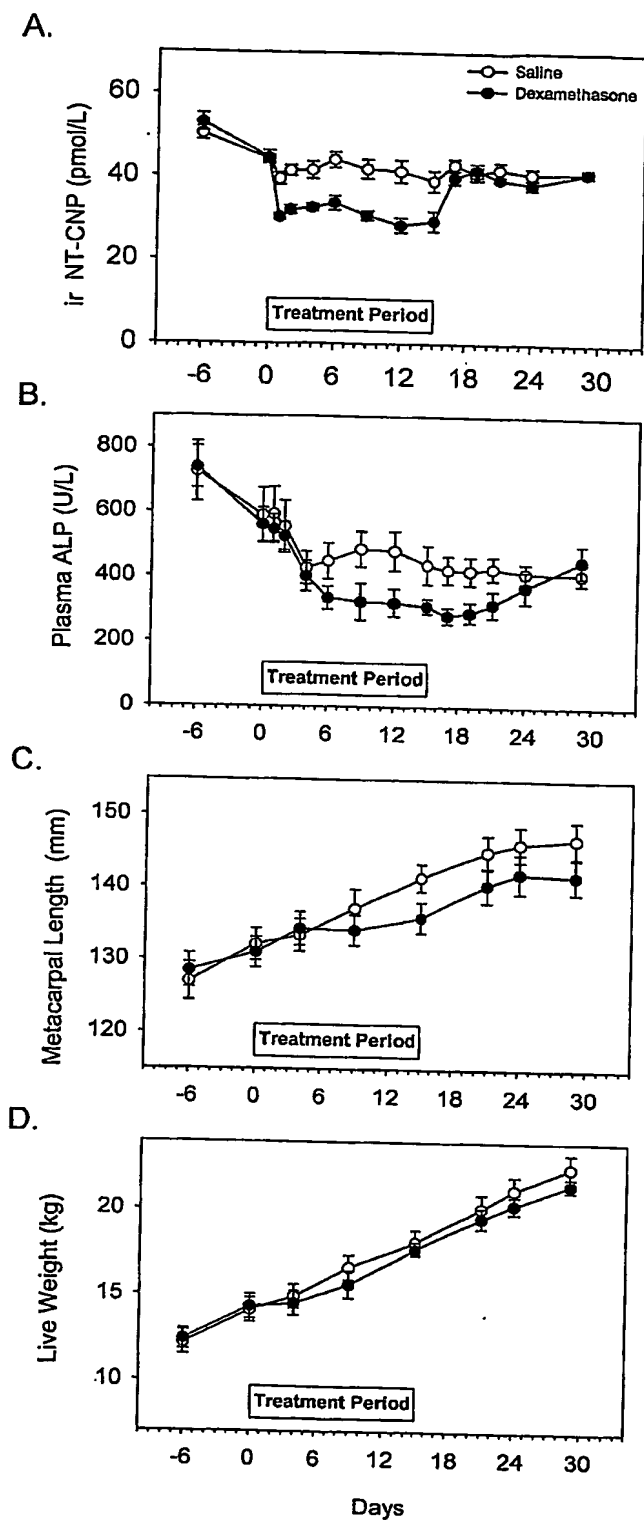 A.
Saline
Dexamethasone
ir NT-CNP (pmol/L)
60
40
20
0
Treatment Period
-6 0 6 12 18 24 30
B.
Plasma ALP (U/L)
800
600
400
200
0
Treatment Period
-6 0 6 12 18 24 30
C.
Metacarpal Length (mm)
150
140
130
120
Treatment Period
-6 0 6 12 18 24 30
D.
Live Weight (kg)
20
15
10
Treatment Period
-6 0 6 12 18 24 30
Days